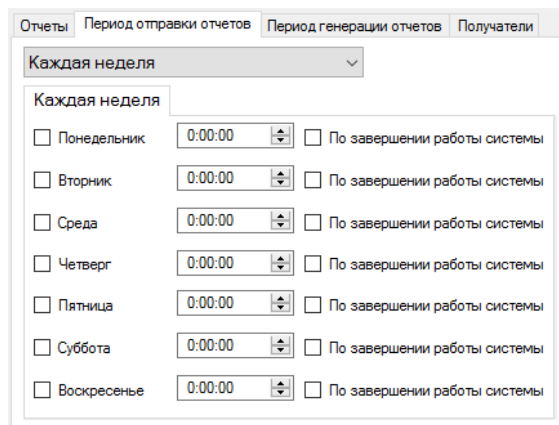 Отчеты Период отправки отчетов Период генерации отчетов Получатели
Каждая неделя
Каждая неделя
Понедельник 0:00:00 По завершении работы системы
Вторник 0:00:00 По завершении работы системы
Среда 0:00:00 По завершении работы системы
Четверг 0:00:00 По завершении работы системы
Пятница 0:00:00 По завершении работы системы
Суббота 0:00:00 По завершении работы системы
Воскресенье 0:00:00 По завершении работы системы